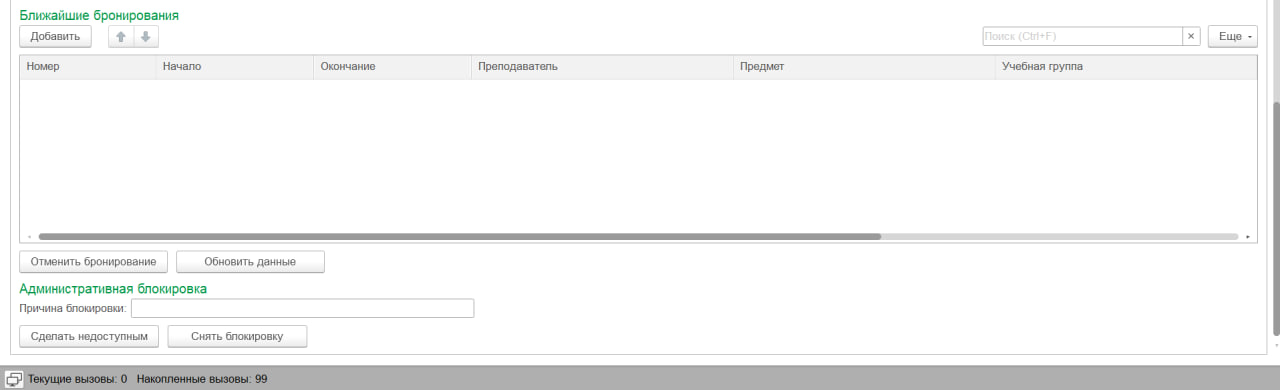 Ближайшие бронирования
Добавить
Поиск (Ctrl+F)
×
Еще
Номер Начало Окончание Преподаватель Предмет Учебная группа
Отменить бронирование Обновить данные
Административная блокировка
Причина блокировки:
Сделать недоступным Снять блокировку
Текущие вызовы: 0 Накопленные вызовы: 99